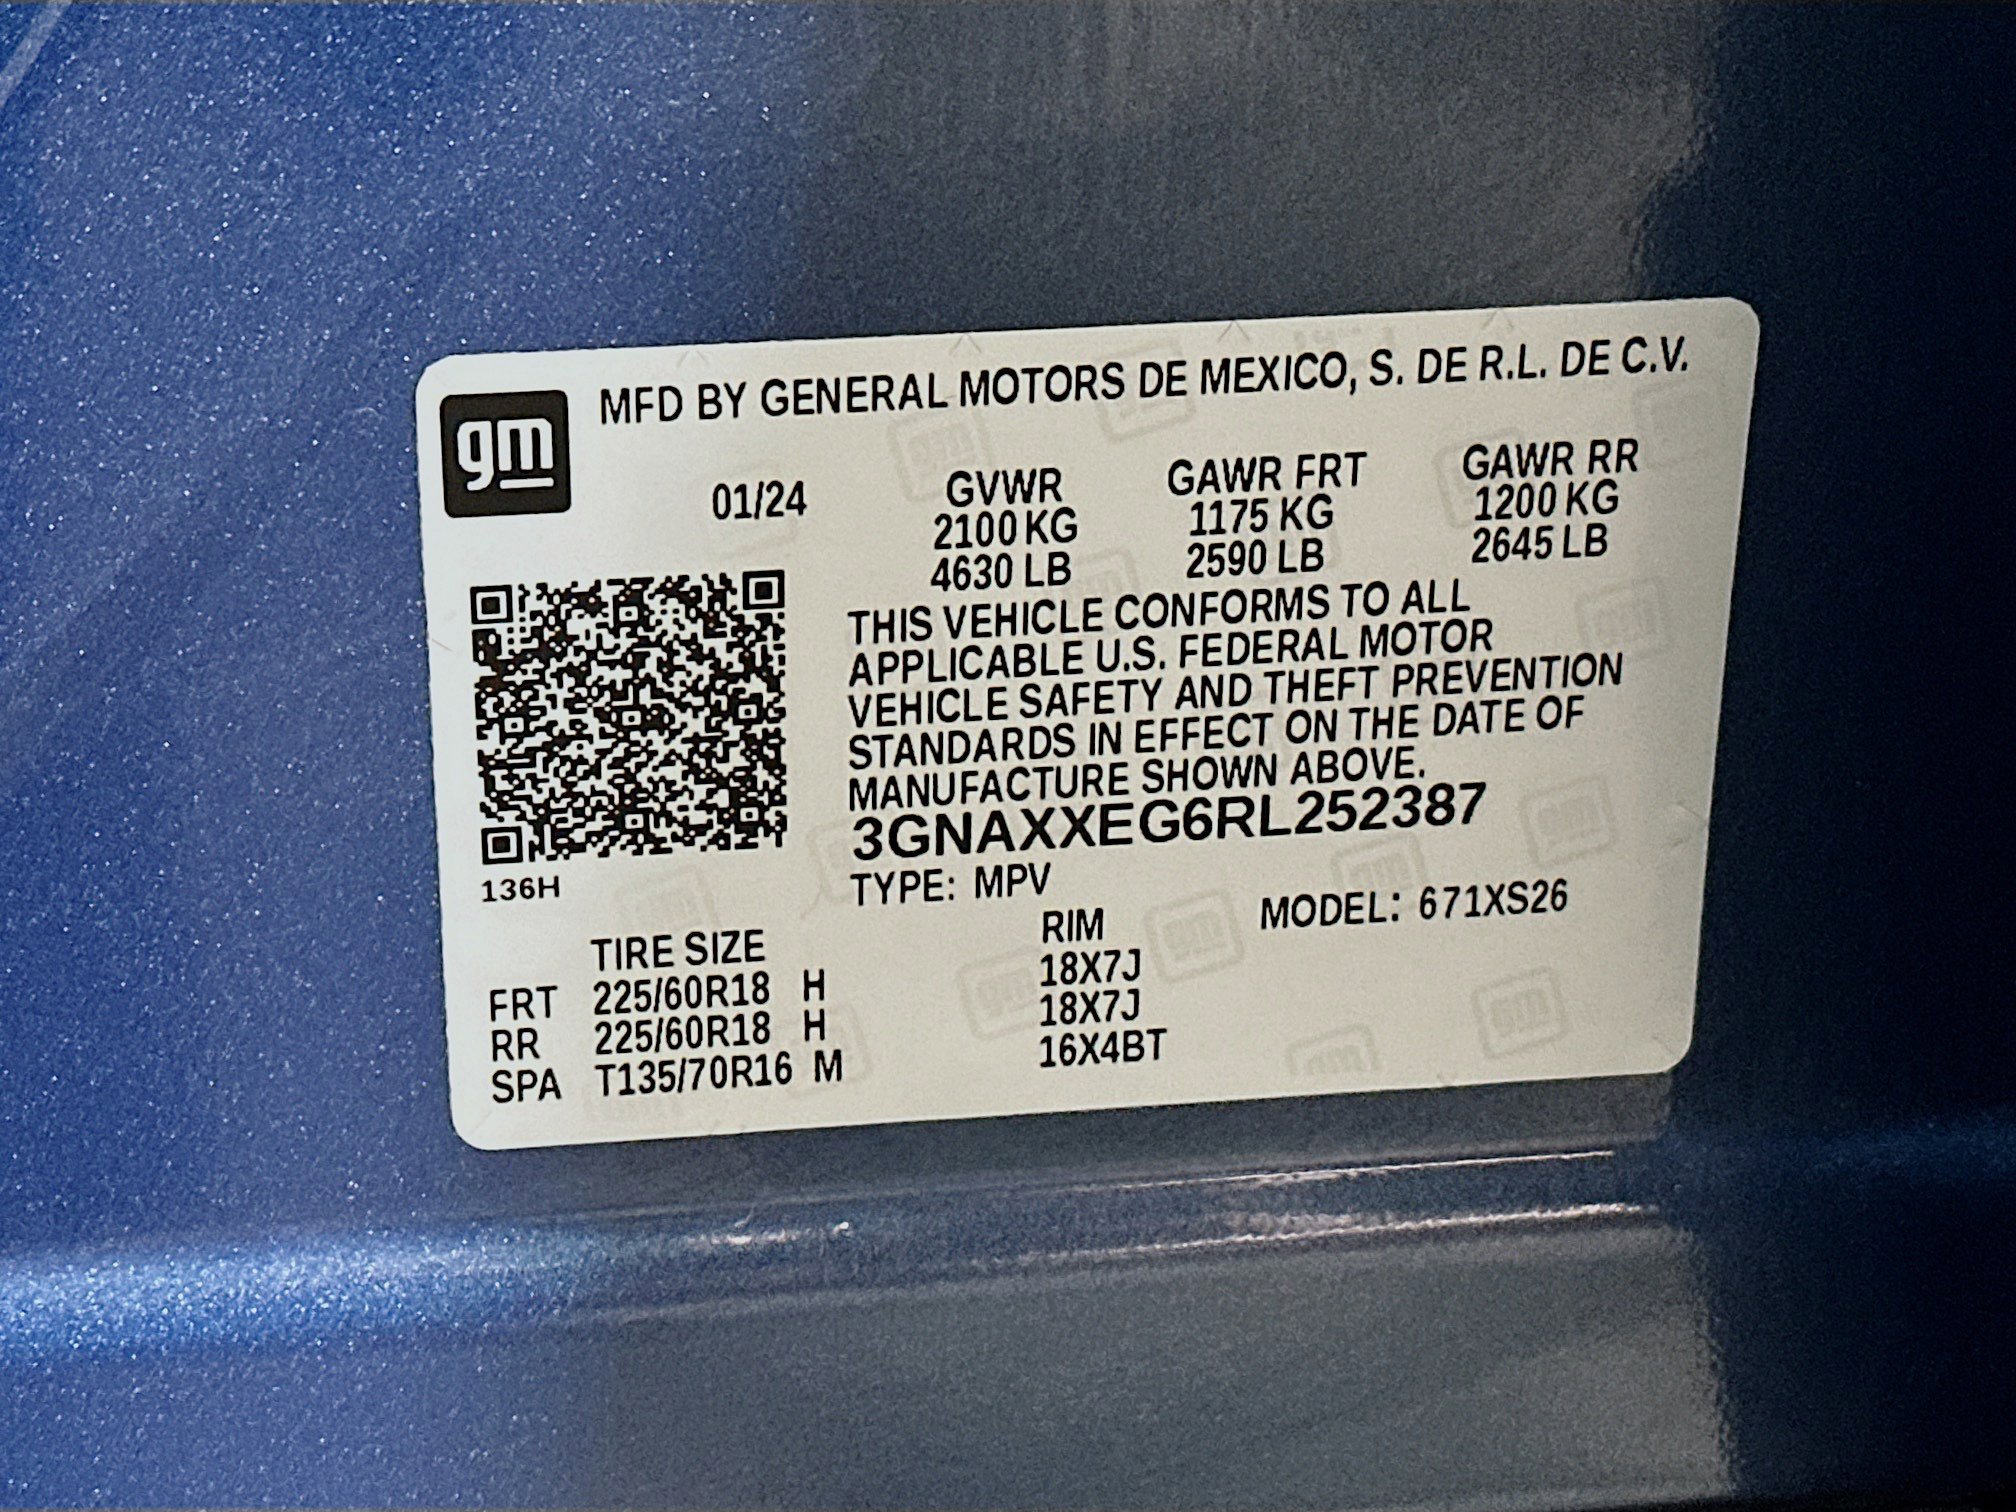 gm
MFD BY GENERAL MOTORS DE MEXICO, S. DE R.L. DE C.V.
01/24 GVWR GAWR FRT GAWR RR
2100 KG 1175 KG 1200 KG
4630 LB 2590 LB 2645 LB
THIS VEHICLE CONFORMS TO ALL
APPLICABLE U.S. FEDERAL MOTOR
VEHICLE SAFETY AND THEFT PREVENTION
STANDARDS IN EFFECT ON THE DATE OF
MANUFACTURE SHOWN ABOVE.
3GNAXXEG6RL252387
136H
TYPE: MPV MODEL: 671XS26
TIRE SIZE RIM
FRT 225/60R18 H 18X7J
RR 225/60R18 H 18X7J
SPA T135/70R16 M 16X4BT